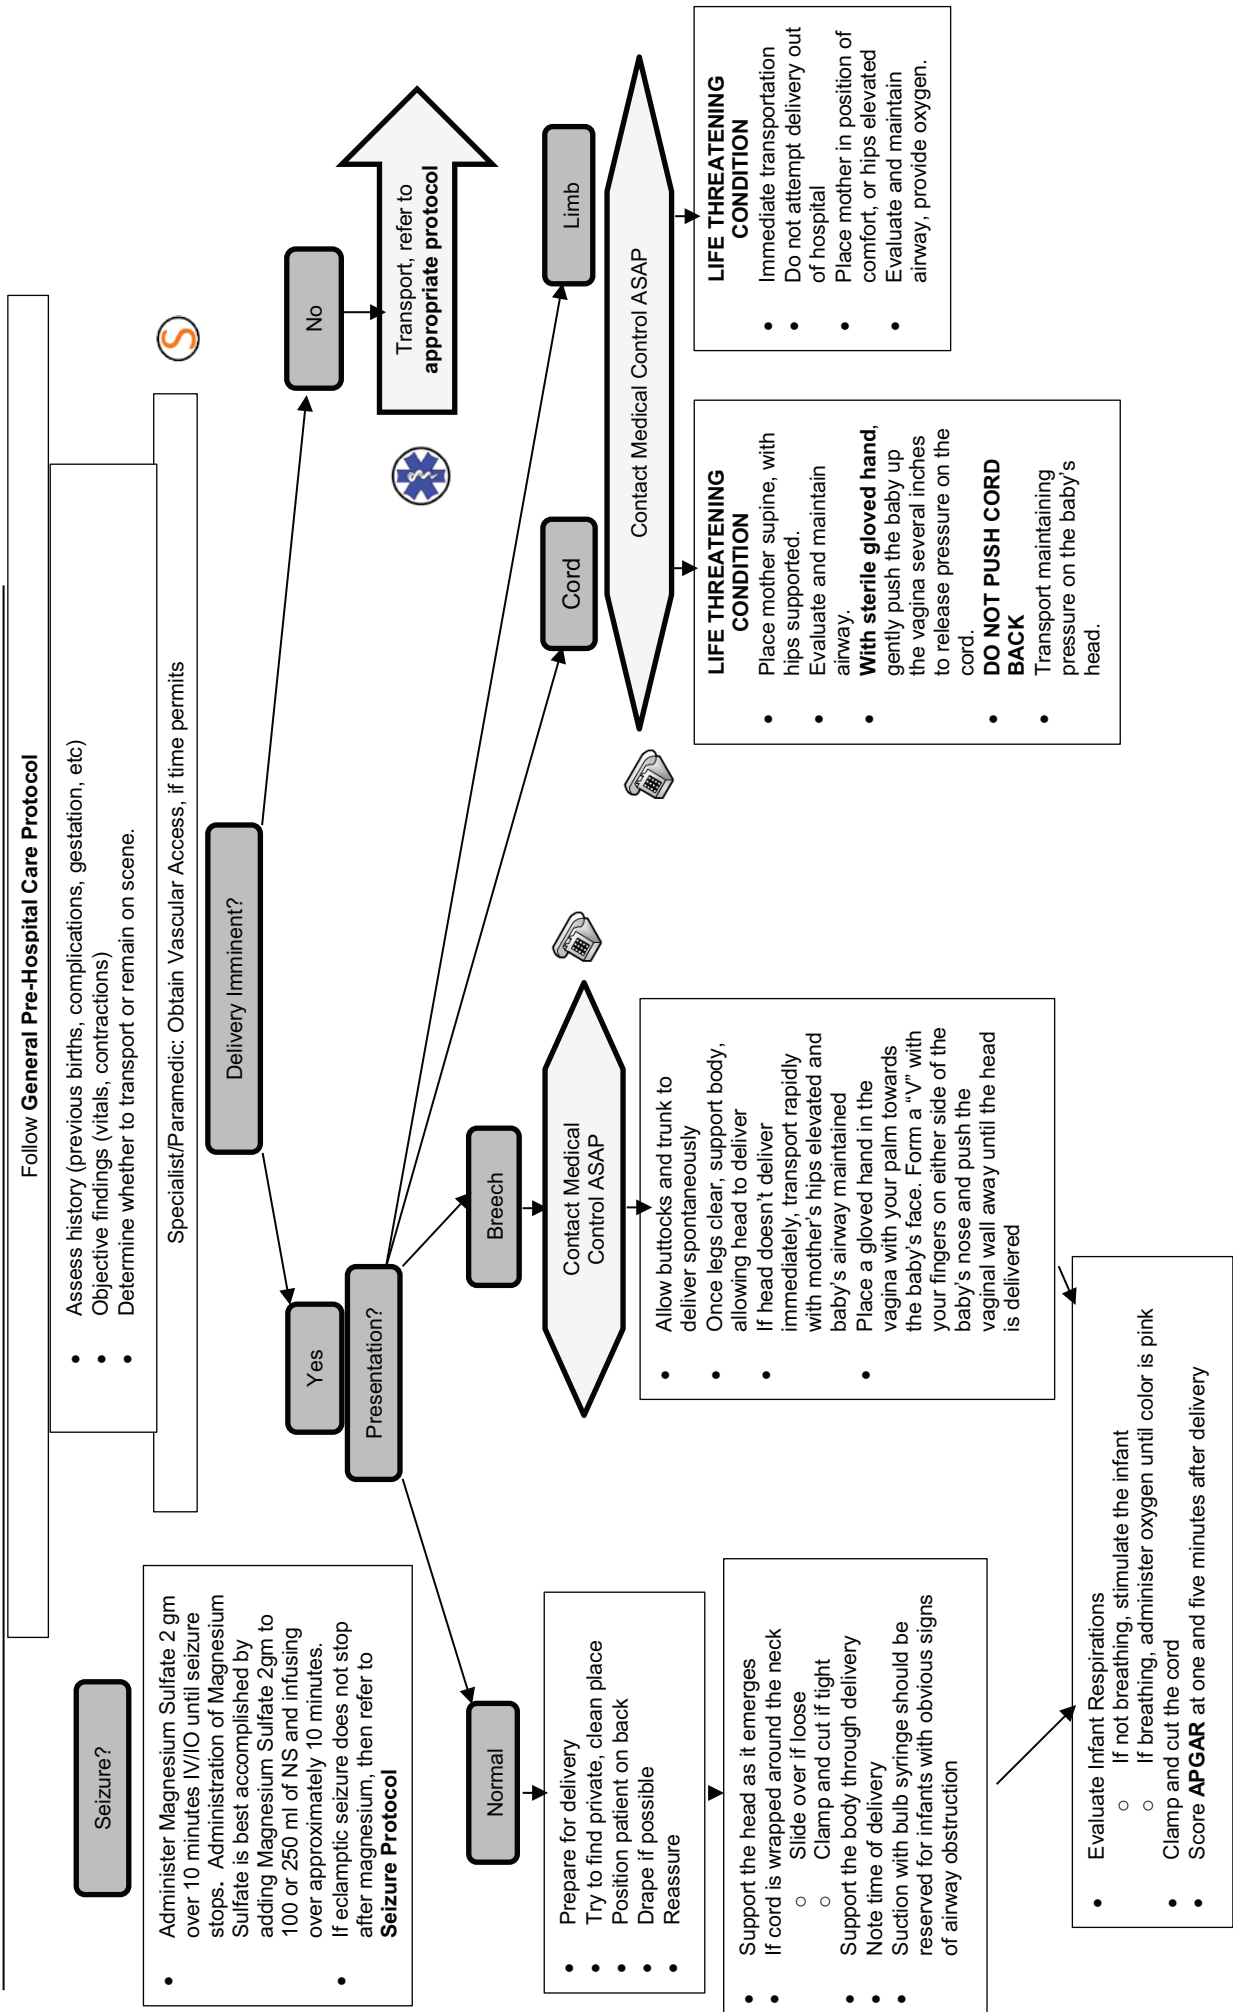 Follow General Pre-Hospital Care Protocol
• Assess history (previous births, complications, gestation, etc)
• Objective findings (vitals, contractions)
• Determine whether to transport or remain on scene.
Specialist/Paramedic: Obtain Vascular Access, if time permits
S
Seizure?
• Administer Magnesium Sulfate 2 gm
over 10 minutes IV/IO until seizure
stops. Administration of Magnesium
Sulfate is best accomplished by
adding Magnesium Sulfate 2gm to
100 or 250 ml of NS and infusing
over approximately 10 minutes.
• If eclamptic seizure does not stop
after magnesium, then refer to
Seizure Protocol
Delivery Imminent?
Yes
No
Transport, refer to
appropriate protocol
Presentation?
Normal
• Prepare for delivery
• Try to find private, clean place
• Position patient on back
• Drape if possible
• Reassure
• Support the head as it emerges
• If cord is wrapped around the neck
○ Slide over if loose
○ Clamp and cut if tight
• Support the body through delivery
• Note time of delivery
• Suction with bulb syringe should be
reserved for infants with obvious signs
of airway obstruction
Breech
Contact Medical
Control ASAP
• Allow buttocks and trunk to
deliver spontaneously
• Once legs clear, support body,
allowing head to deliver
• If head doesn't deliver
immediately, transport rapidly
with mother's hips elevated and
baby's airway maintained
• Place a gloved hand in the
vagina with your palm towards
the baby's face. Form a “V” with
your fingers on either side of the
baby's nose and push the
vaginal wall away until the head
is delivered
Cord
Limb
Contact Medical Control ASAP
LIFE THREATENING
CONDITION
• Place mother supine, with
hips supported.
• Evaluate and maintain
airway.
• With sterile gloved hand,
gently push the baby up
the vagina several inches
to release pressure on the
cord.
• DO NOT PUSH CORD
BACK
• Transport maintaining
pressure on the baby's
head.
LIFE THREATENING
CONDITION
• Immediate transportation
• Do not attempt delivery out
of hospital
• Place mother in position of
comfort, or hips elevated
• Evaluate and maintain
airway, provide oxygen.
• Evaluate Infant Respirations
○ If not breathing, stimulate the infant
○ If breathing, administer oxygen until color is pink
• Clamp and cut the cord
• Score APGAR at one and five minutes after delivery